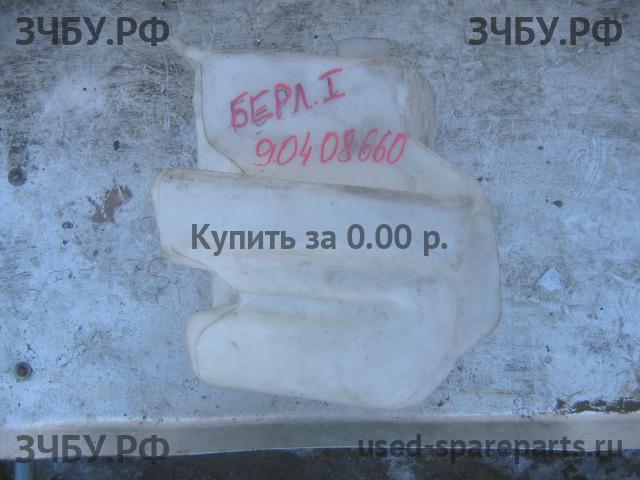 ЗЧБУ.РФ ЗЧБУ.РФ
БЕРЛ. I
90408660
Купить за 0.00 р.
ЗЧБУ.РФ used-spareparts.ru